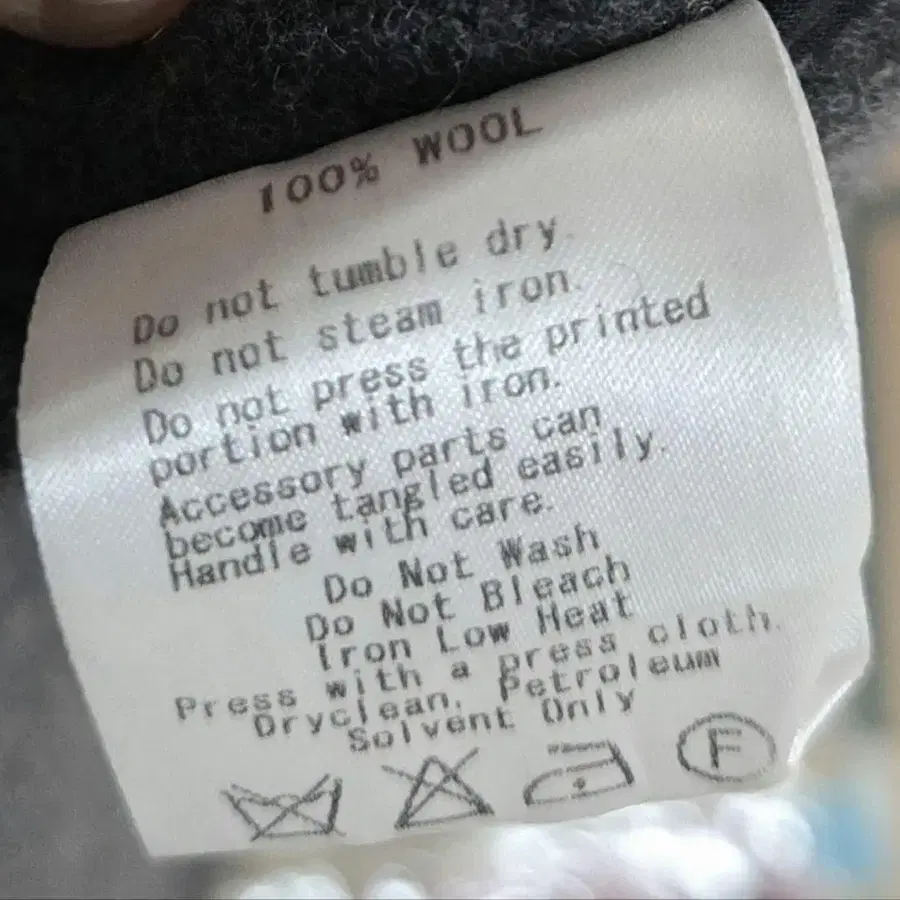 100% WOOL
Do not tumble dry.
Do not steam iron.
Do not press the printed
portion with iron.
Accessory parts can
become tangled easily.
Handle with care.
Do Not Wash
Do Not Bleach
Iron Low Heat
Press with a press cloth.
Dryclean, Petroleum
Solvent Only
F